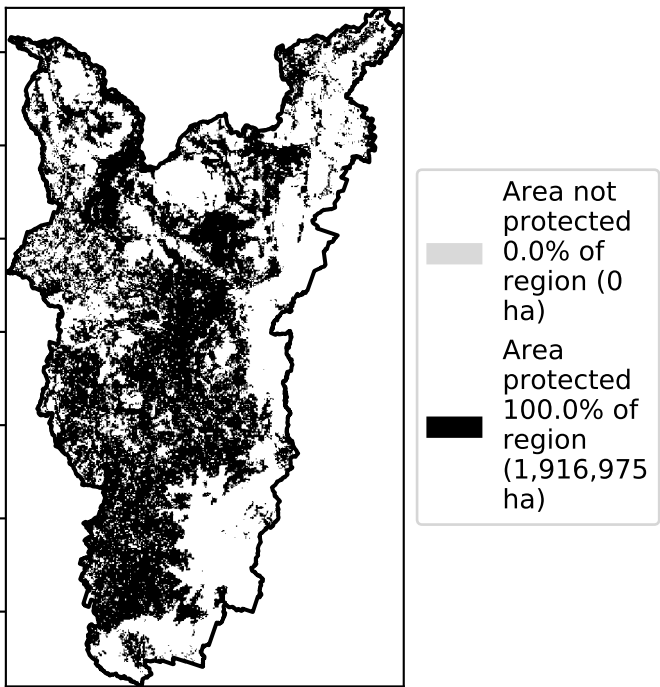 Area not
protected
0.0% of
region (0
ha)
Area
protected
100.0% of
region
(1,916,975
ha)